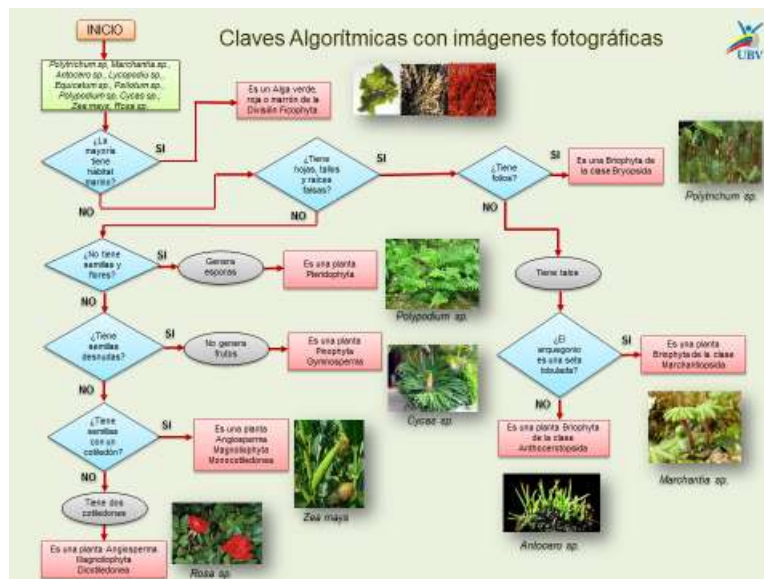 INICIO
Claves Algorítmicas con imágenes fotográficas
UBV
Polytrichum sp, Marchantia sp.,
Antocero sp., Lycopodiu sp.,
Equicetum sp., Psilotum sp.,
Polypodium sp, Cycas sp.,
Zea mays, Rosa sp.
Es un Alga verde,
roja o marrón de la
División Ficophyta
¿La
mayoría
tiene
hábitat
marino?
SI
NO
¿Tiene
hojas, tallos
y raíces
falsas?
SI
NO
¿Tiene
folios?
SI
NO
Es una Briophyta de
la clase Bryopsida
Polytrichum sp.
¿No tiene
semillas y
flores?
SI
NO
Genera
esporas
Es una planta
Pteridophyta
Polypodium sp.
Tiene talos
¿Tiene
semillas
desnudas?
SI
NO
No genera
frutos
Es una planta
Pinophyta
Gymnosperma
Cycas sp.
¿El
arquegonio
es una seta
lobulada?
SI
NO
Es una planta
Briophyta de la clase
Marchantiopsida
Marchantia sp.
¿Tiene
semillas
con un
cotiledón?
SI
NO
Es una planta
Angiosperma
Magnoliophyta
Monocotiledonea
Zea mays
Es una planta Briophyta
de la clase
Anthocerotopsida
Antocero sp.
Tiene dos
cotiledones
Es una planta Angiosperma
Magnoliophyta
Dicotiledonea
Rosa sp.